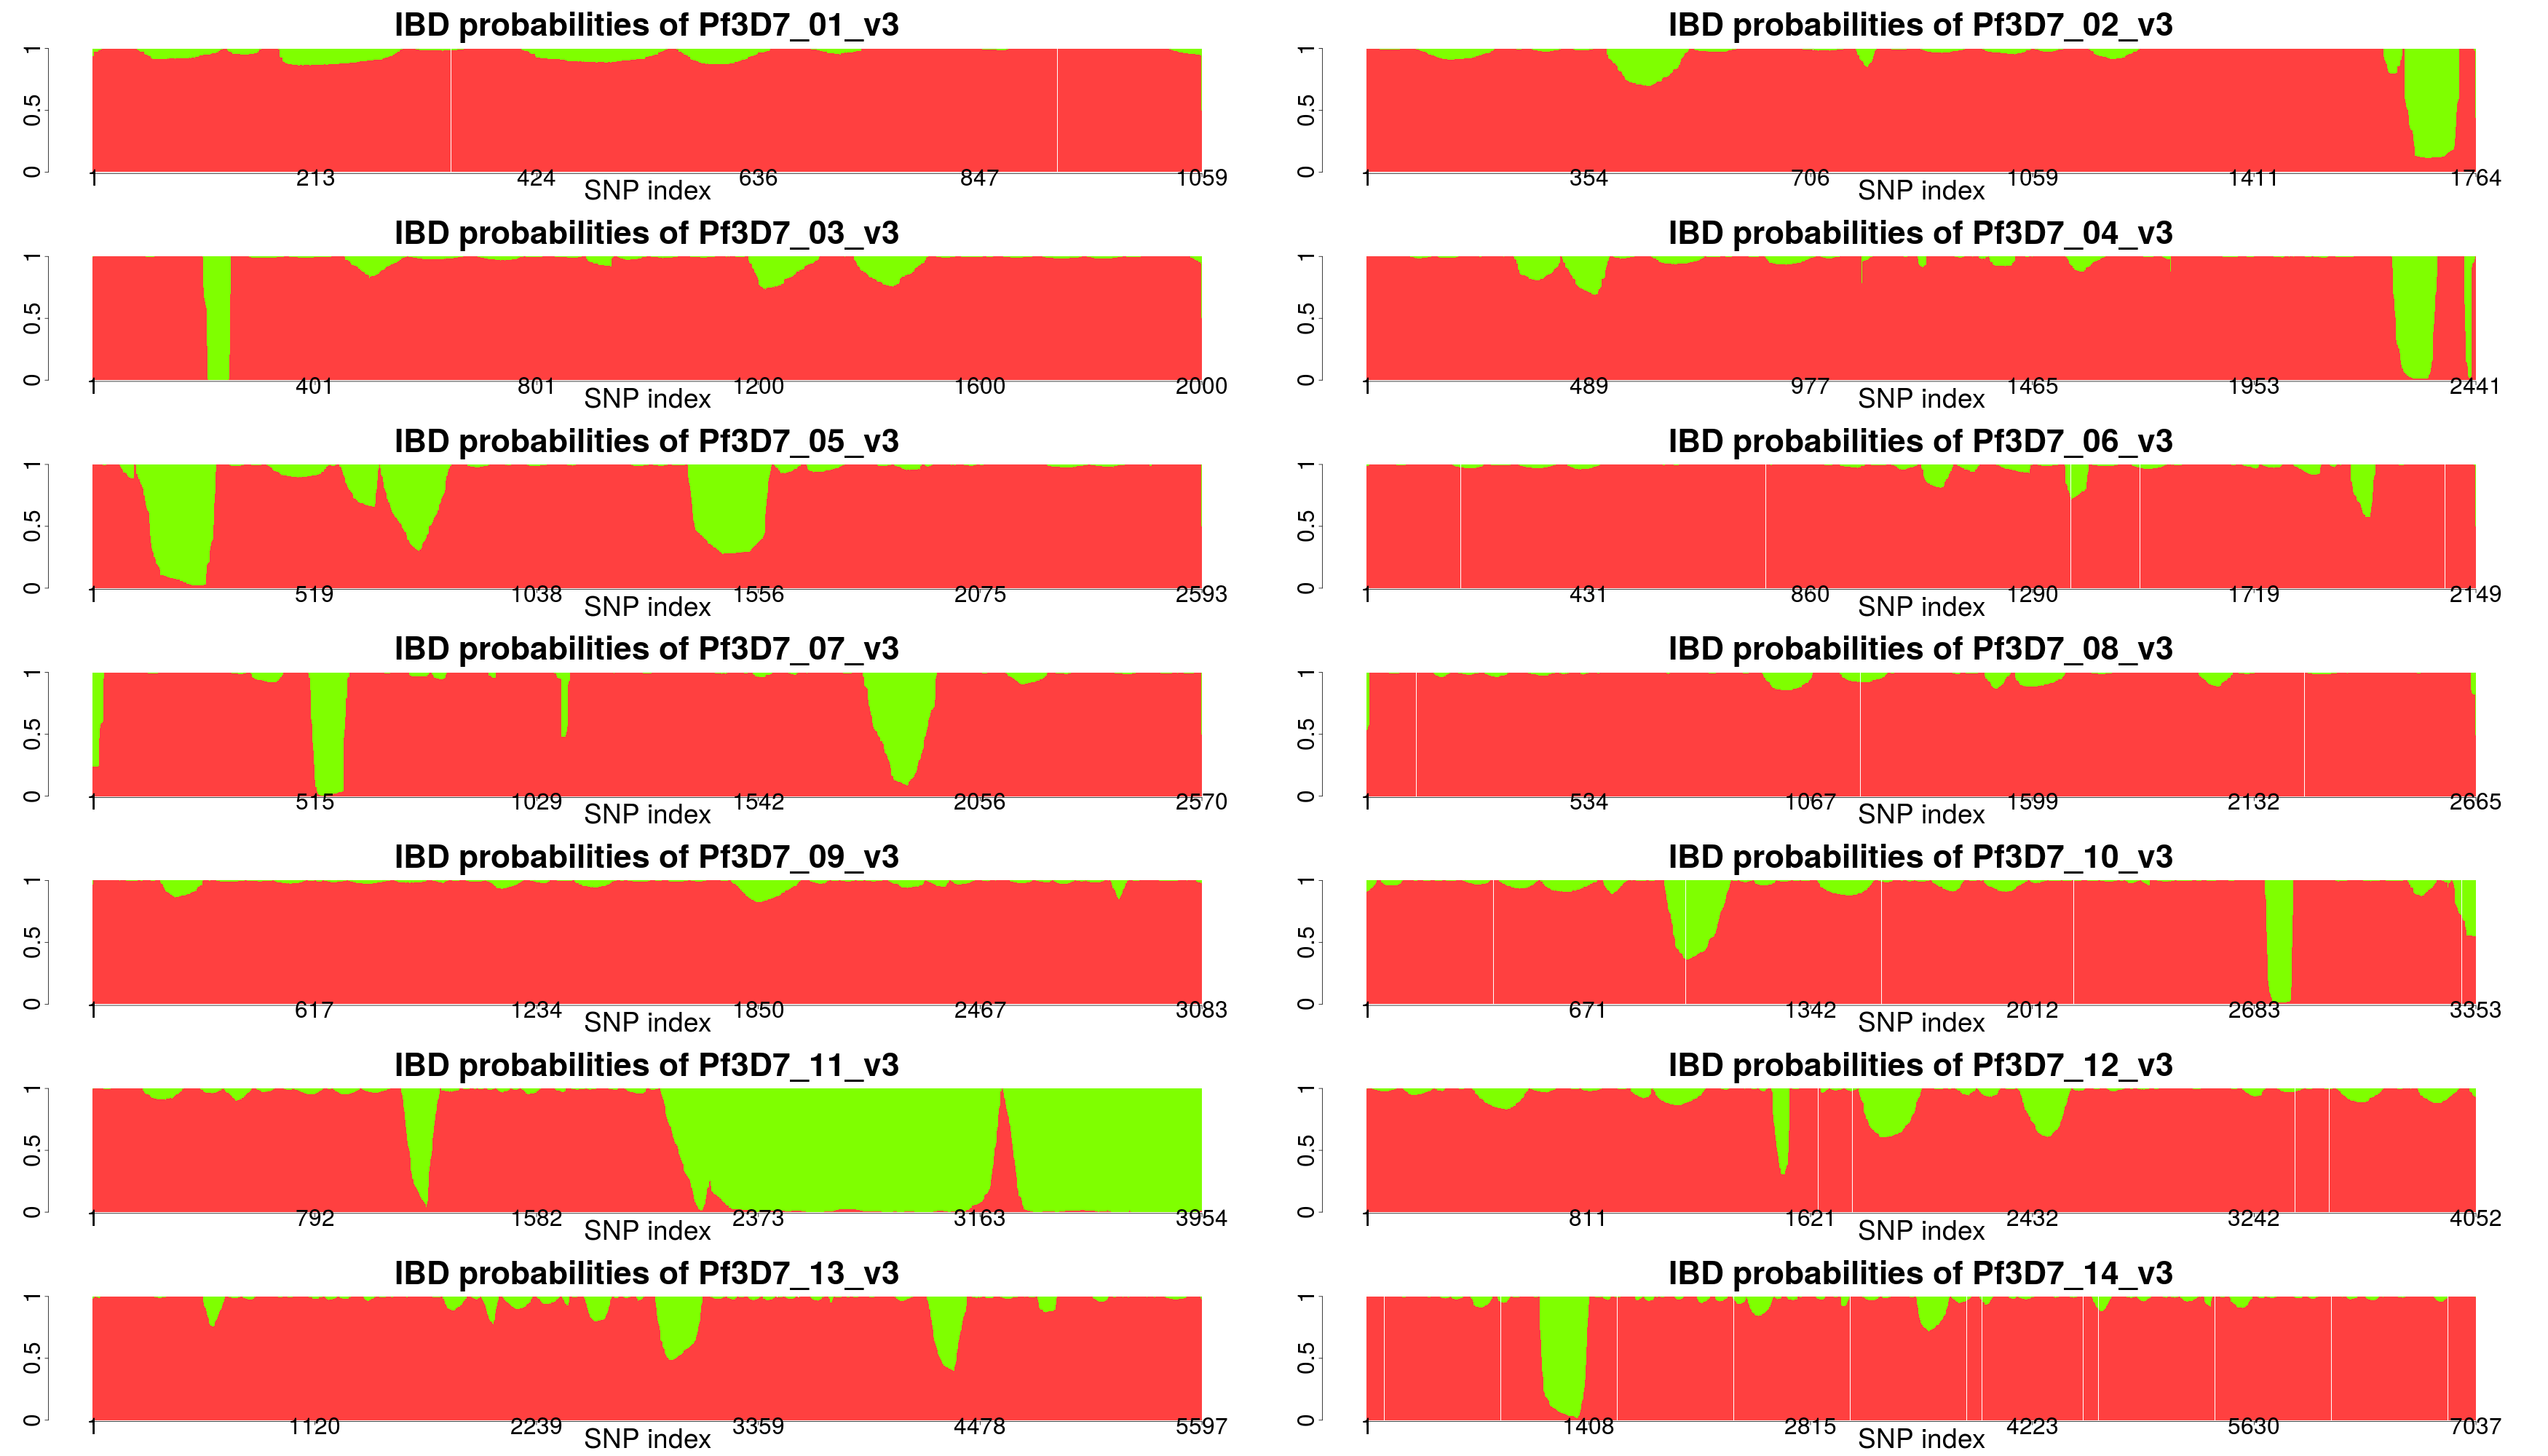 IBD probabilities of Pf3D7_01_v3
0 0.5 1
1 213 424 636 847 1059
SNP index
IBD probabilities of Pf3D7_02_v3
0 0.5 1
1 354 706 1059 1411 1764
SNP index
IBD probabilities of Pf3D7_03_v3
0 0.5 1
1 401 801 1200 1600 2000
SNP index
IBD probabilities of Pf3D7_04_v3
0 0.5 1
1 489 977 1465 1953 2441
SNP index
IBD probabilities of Pf3D7_05_v3
0 0.5 1
1 519 1038 1556 2075 2593
SNP index
IBD probabilities of Pf3D7_06_v3
0 0.5 1
1 431 860 1290 1719 2149
SNP index
IBD probabilities of Pf3D7_07_v3
0 0.5 1
1 515 1029 1542 2056 2570
SNP index
IBD probabilities of Pf3D7_08_v3
0 0.5 1
1 534 1067 1599 2132 2665
SNP index
IBD probabilities of Pf3D7_09_v3
0 0.5 1
1 617 1234 1850 2467 3083
SNP index
IBD probabilities of Pf3D7_10_v3
0 0.5 1
1 671 1342 2012 2683 3353
SNP index
IBD probabilities of Pf3D7_11_v3
0 0.5 1
1 792 1582 2373 3163 3954
SNP index
IBD probabilities of Pf3D7_12_v3
0 0.5 1
1 811 1621 2432 3242 4052
SNP index
IBD probabilities of Pf3D7_13_v3
0 0.5 1
1 1120 2239 3359 4478 5597
SNP index
IBD probabilities of Pf3D7_14_v3
0 0.5 1
1 1408 2815 4223 5630 7037
SNP index